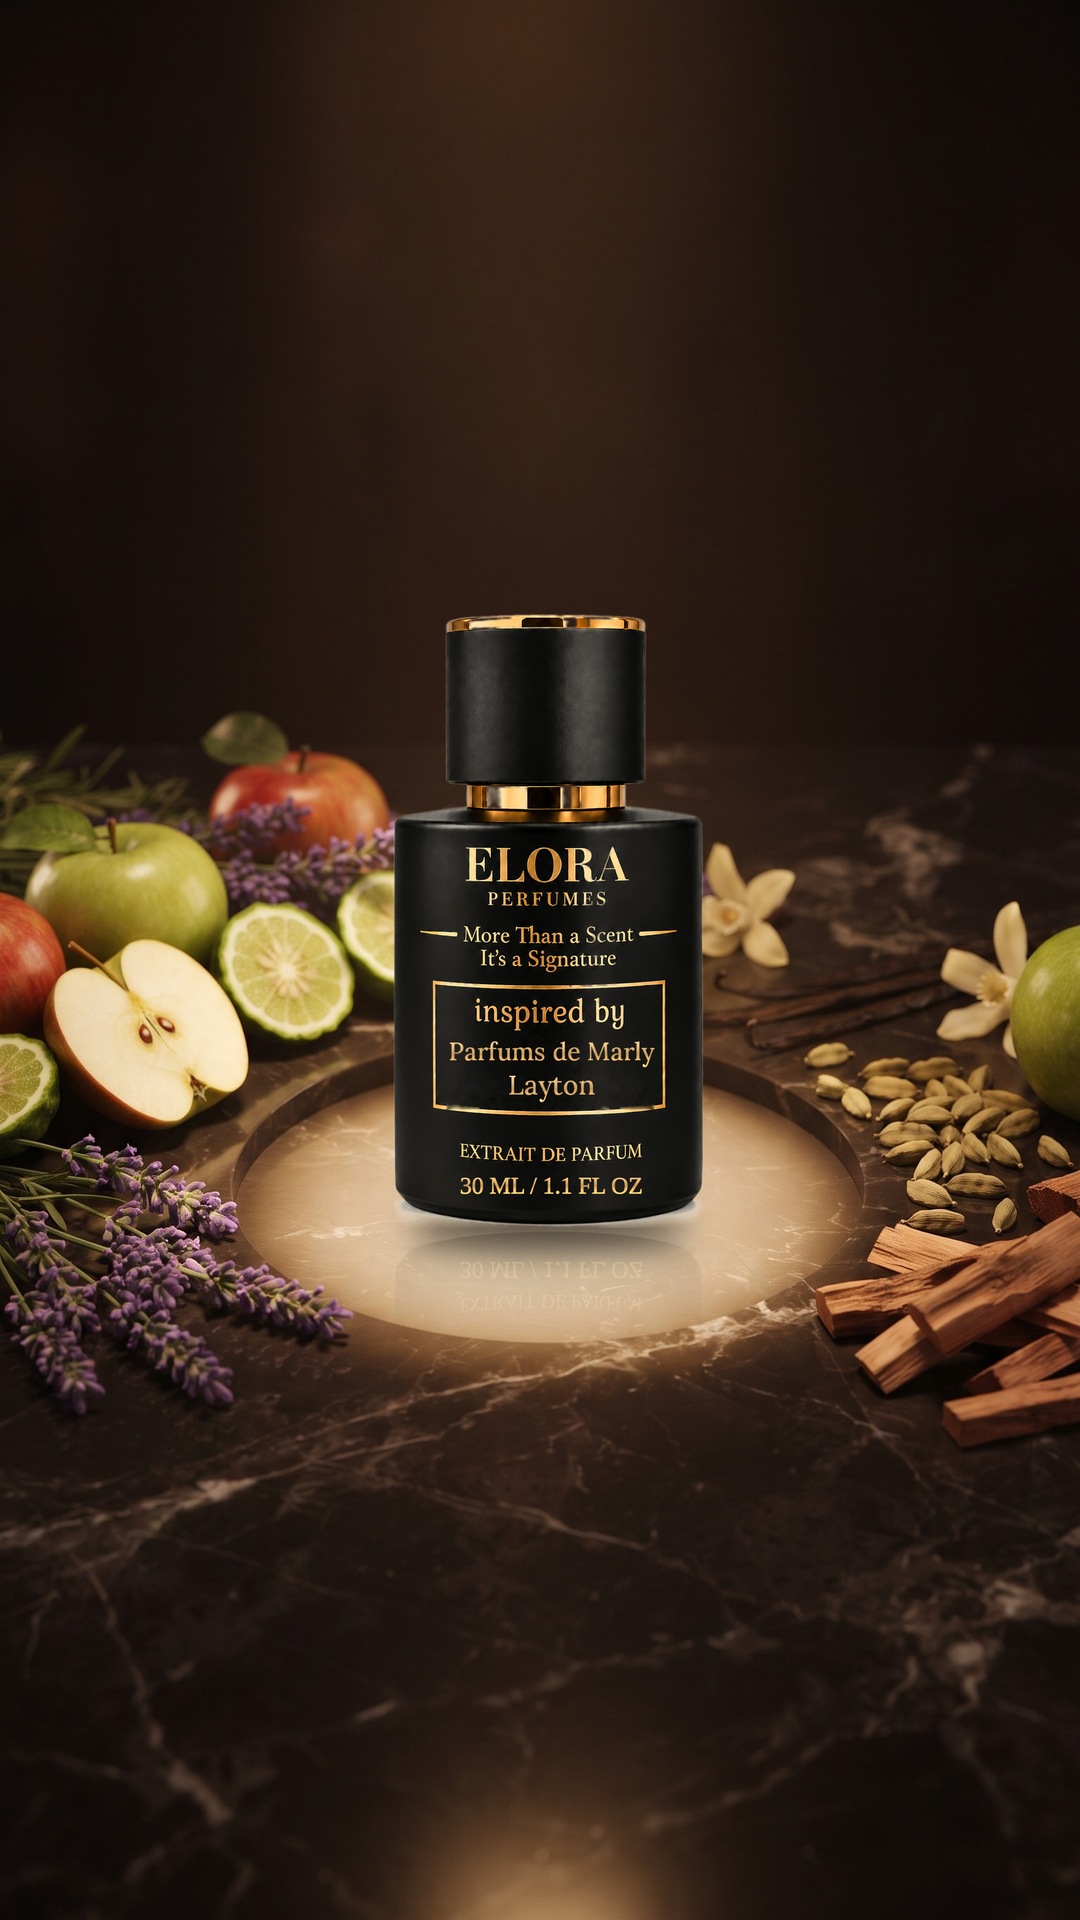 ELORA
PERFUMES
More Than a Scent
It's a Signature
inspired by
Parfums de Marly
Layton
EXTRAIT DE PARFUM
30 ML / 1.1 FL OZ